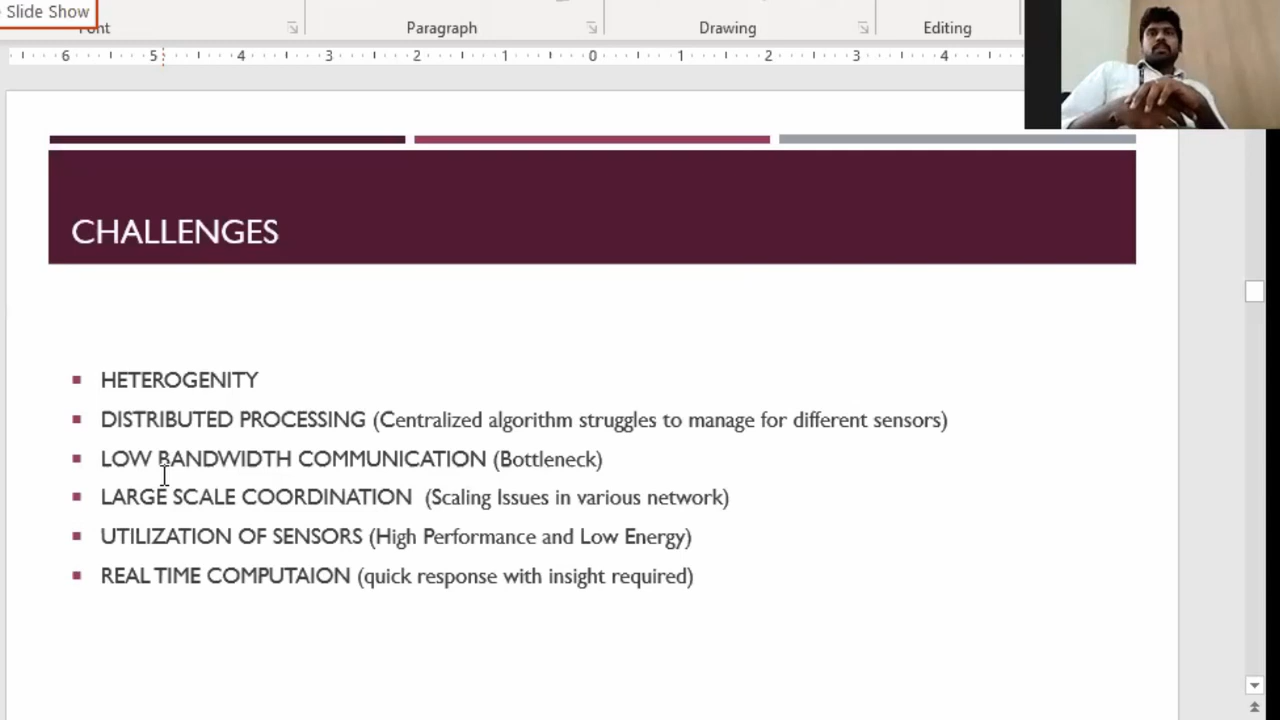 Slide Show
Font
Paragraph
Drawing
Editing
6 5 4 3 2 1 0 1 2 3 4
CHALLENGES
HETEROGENITY
DISTRIBUTED PROCESSING (Centralized algorithm struggles to manage for different sensors)
LOW BANDWIDTH COMMUNICATION (Bottleneck)
LARGE SCALE COORDINATION (Scaling Issues in various network)
UTILIZATION OF SENSORS (High Performance and Low Energy)
REAL TIME COMPUTAION (quick response with insight required)